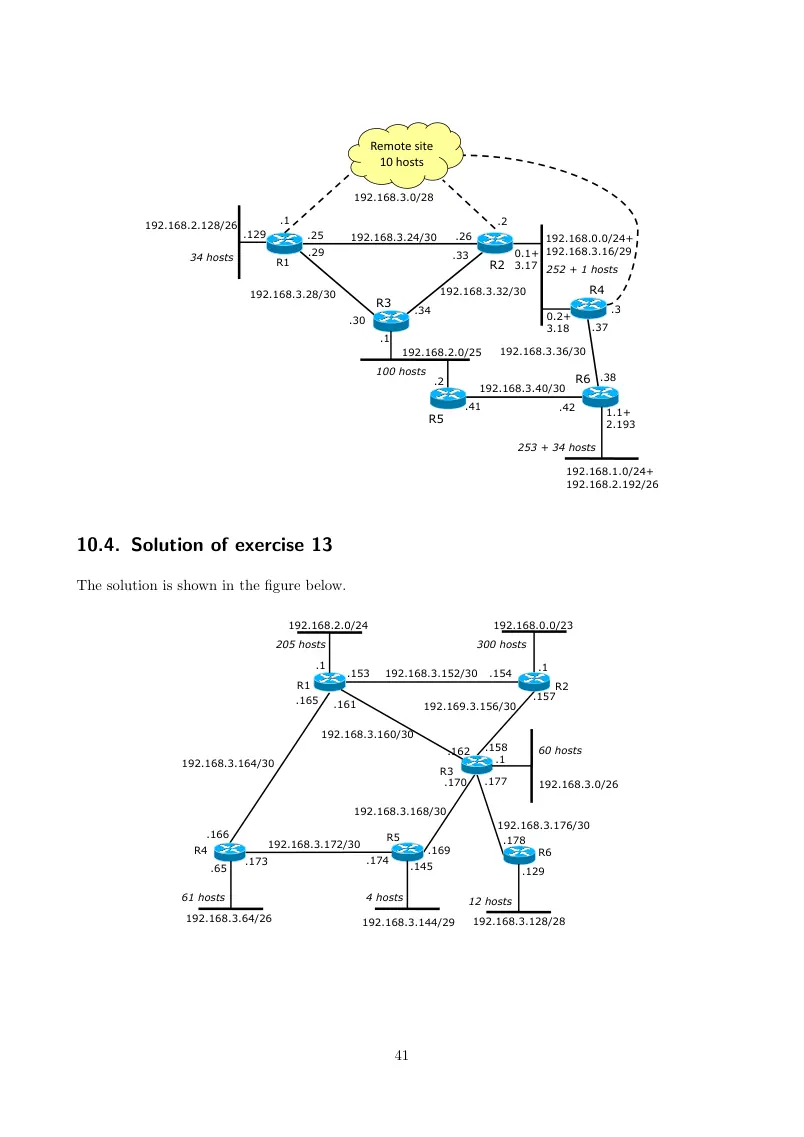 Remote site
10 hosts
192.168.3.0/28
192.168.2.128/26
.129
.1
.25
192.168.3.24/30
.26
.2
192.168.0.0/24+
192.168.3.16/29
34 hosts
R1
.29
.33
R2
0.1+
3.17
252 + 1 hosts
192.168.3.28/30
R3
192.168.3.32/30
R4
.30
.34
0.2+
3.18
.3
.37
.1
192.168.2.0/25
192.168.3.36/30
100 hosts
.2
R6
.38
192.168.3.40/30
R5
.41
.42
1.1+
2.193
253 + 34 hosts
192.168.1.0/24+
192.168.2.192/26
10.4. Solution of exercise 13
The solution is shown in the figure below.
192.168.2.0/24
192.168.0.0/23
205 hosts
300 hosts
.1
.153
192.168.3.152/30
.154
.1
R1
R2
.165
.161
192.169.3.156/30
.157
192.168.3.160/30
.162
.158
.1
60 hosts
192.168.3.164/30
R3
.170
.177
192.168.3.0/26
192.168.3.168/30
192.168.3.176/30
.166
R4
192.168.3.172/30
R5
.178
R6
.65
.173
.174
.169
.145
.129
61 hosts
4 hosts
12 hosts
192.168.3.64/26
192.168.3.144/29
192.168.3.128/28
41